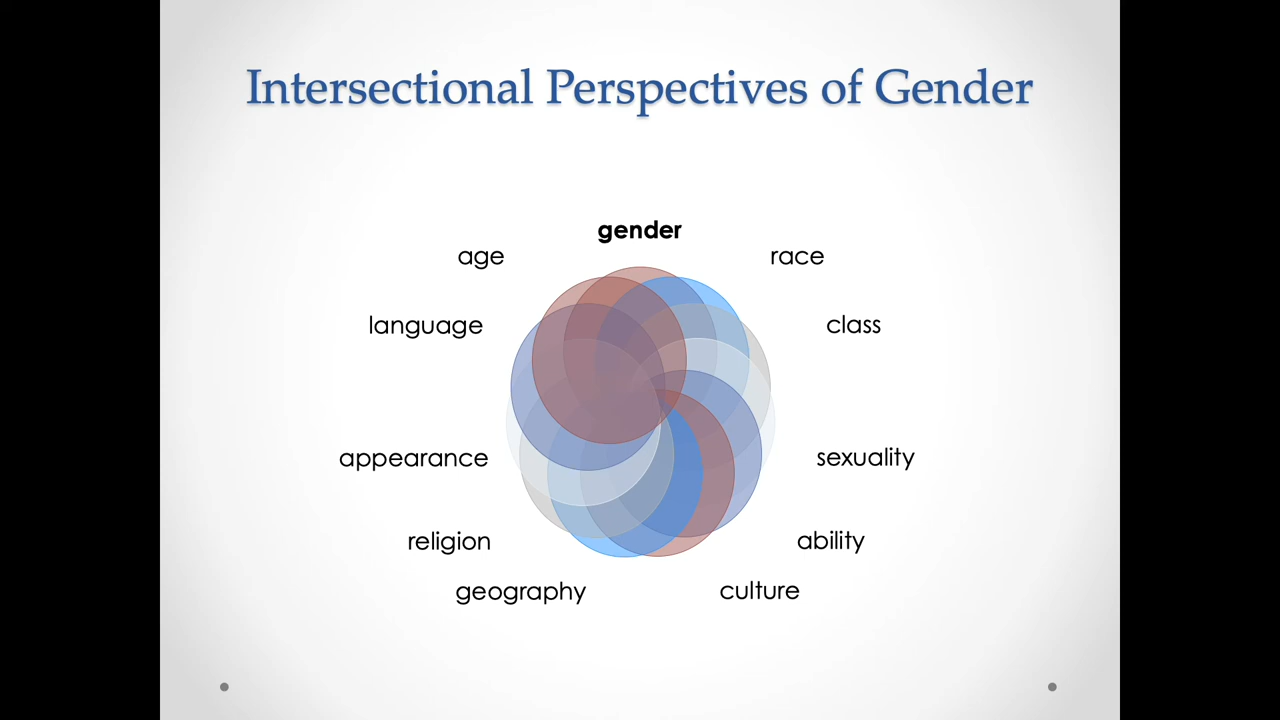 Intersectional Perspectives of Gender
gender
age
race
language
class
appearance
sexuality
religion
ability
geography
culture